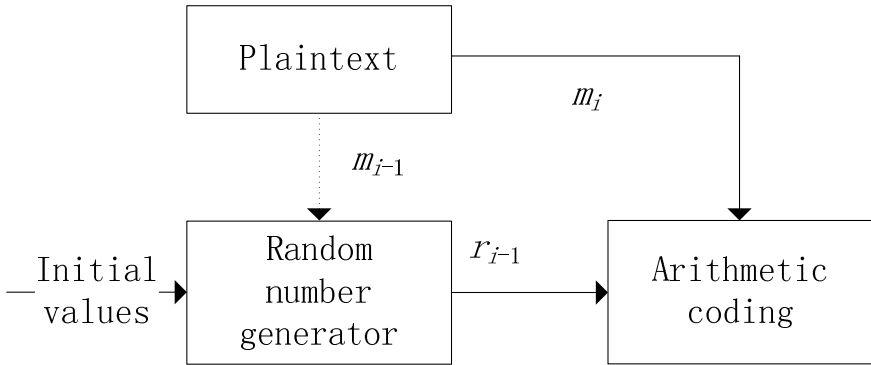 Plaintext
m_i
m_{i-1}
Initial
values
Random
number
generator
r_{i-1}
Arithmetic
coding